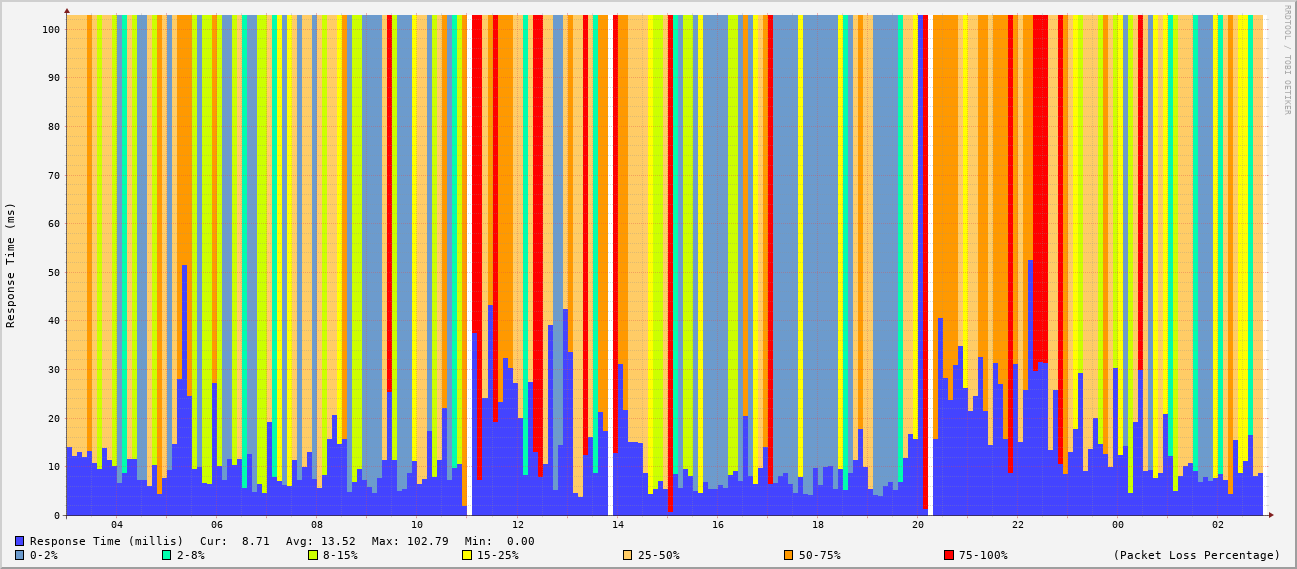 RRDTOOL / TOBI OETIKER
Response Time (ms)
100
90
80
70
60
50
40
30
20
10
0
04 06 08 10 12 14 16 18 20 22 00 02
Response Time (millis) Cur: 8.71 Avg: 13.52 Max: 102.79 Min: 0.00
0-2% 2-8% 8-15% 15-25% 25-50% 50-75% 75-100% (Packet Loss Percentage)